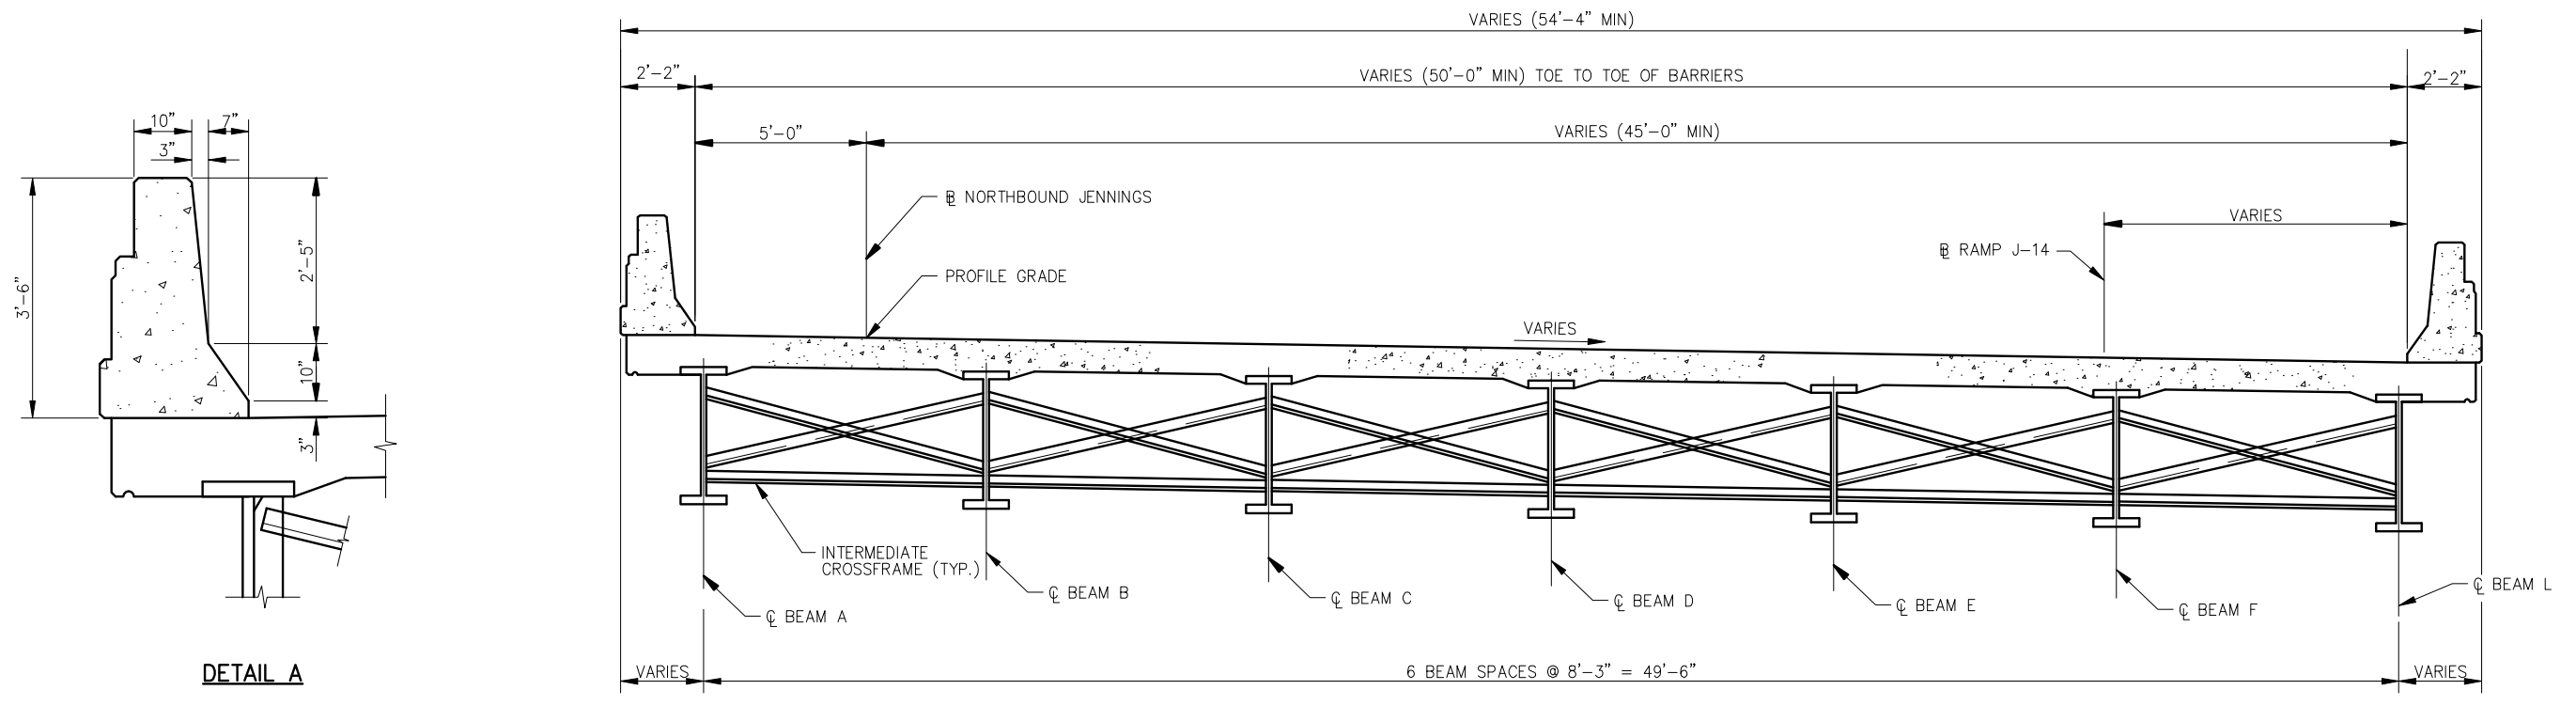 VARIES (54'-4" MIN)
2'-2"
VARIES (50'-0" MIN) TOE TO TOE OF BARRIERS
2'-2"
5'-0"
VARIES (45'-0" MIN)
10"
7"
3"
3'-6"
2'-5"
10"
3"
℄ NORTHBOUND JENNINGS
PROFILE GRADE
VARIES
℄ RAMP J-14
VARIES
INTERMEDIATE
CROSSFRAME (TYP.)
℄ BEAM A
℄ BEAM B
℄ BEAM C
℄ BEAM D
℄ BEAM E
℄ BEAM F
℄ BEAM L
DETAIL A
VARIES
6 BEAM SPACES @ 8'-3" = 49'-6"
VARIES